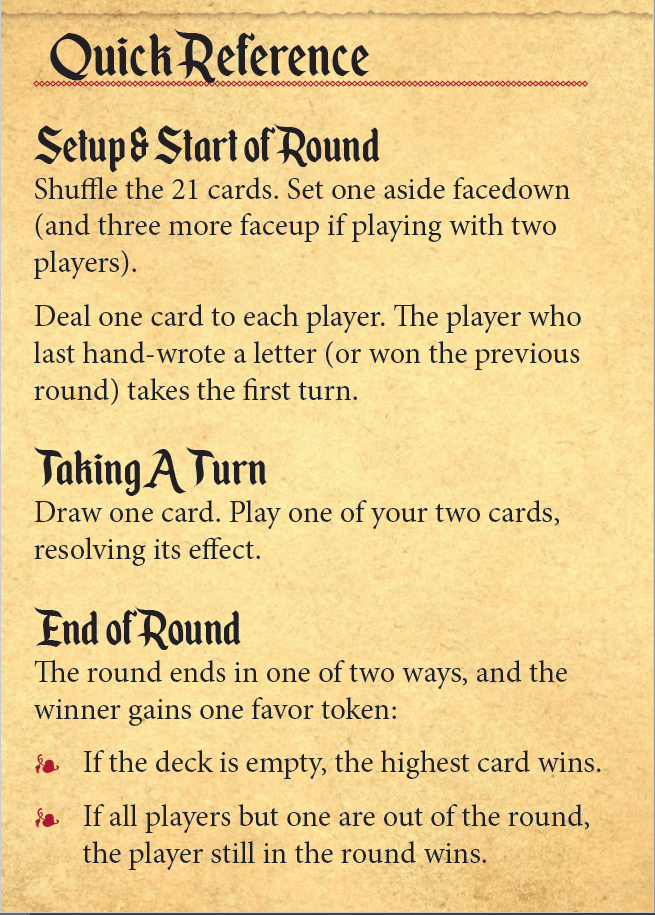 Quick Reference
Setup & Start of Round
Shuffle the 21 cards. Set one aside facedown
(and three more faceup if playing with two
players).
Deal one card to each player. The player who
last hand-wrote a letter (or won the previous
round) takes the first turn.
Taking A Turn
Draw one card. Play one of your two cards,
resolving its effect.
End of Round
The round ends in one of two ways, and the
winner gains one favor token:
If the deck is empty, the highest card wins.
If all players but one are out of the round,
the player still in the round wins.